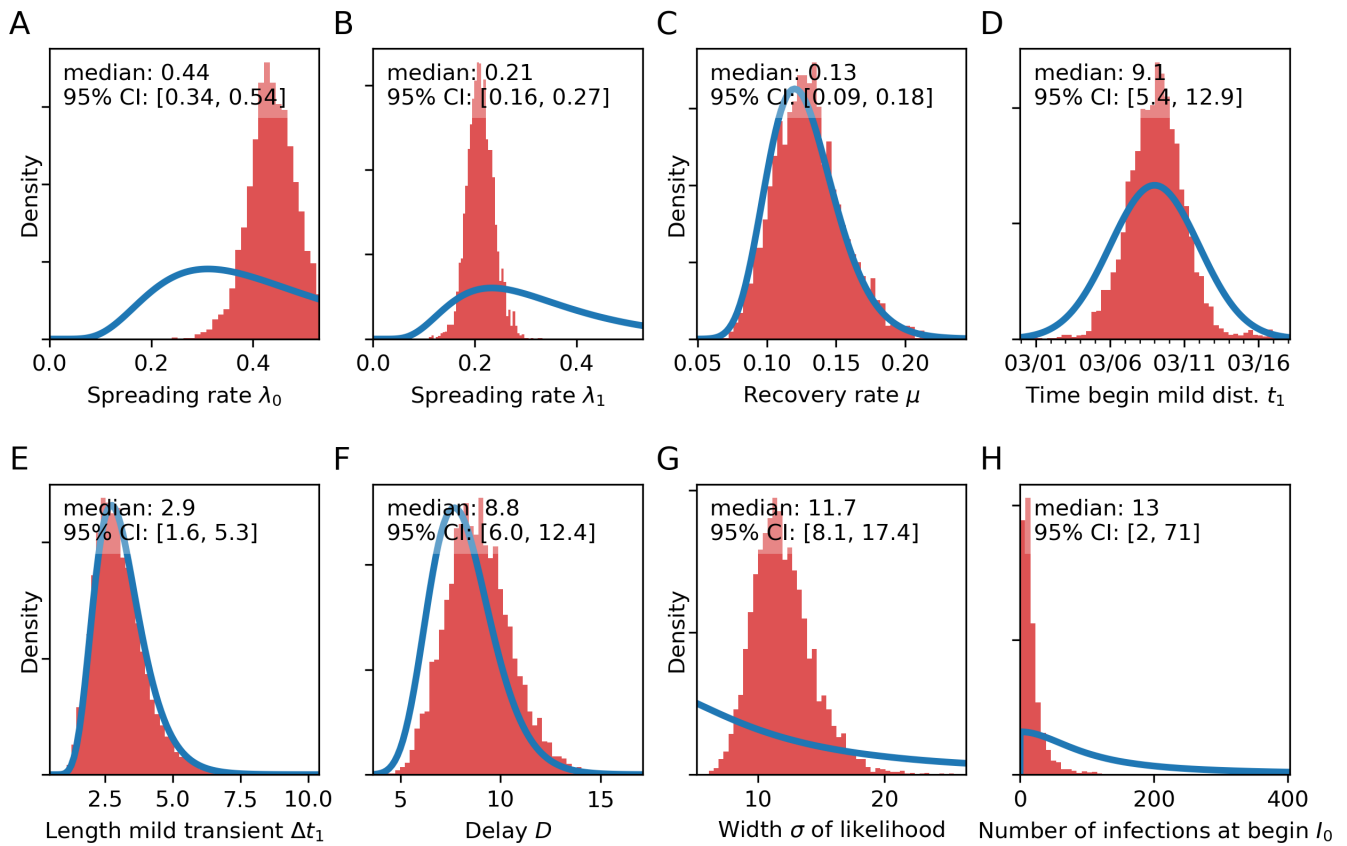 A
median: 0.44
95% CI: [0.34, 0.54]
Density
0.0 0.2 0.4
Spreading rate λ₀
B
median: 0.21
95% CI: [0.16, 0.27]
0.0 0.2 0.4
Spreading rate λ₁
C
median: 0.13
95% CI: [0.09, 0.18]
Density
0.05 0.10 0.15 0.20
Recovery rate μ
D
median: 9.1
95% CI: [5.4, 12.9]
03/01 03/06 03/11 03/16
Time begin mild dist. t₁
E
median: 2.9
95% CI: [1.6, 5.3]
Density
2.5 5.0 7.5 10.0
Length mild transient Δt₁
F
median: 8.8
95% CI: [6.0, 12.4]
5 10 15
Delay D
G
median: 11.7
95% CI: [8.1, 17.4]
Density
10 20
Width σ of likelihood
H
median: 13
95% CI: [2, 71]
0 200 400
Number of infections at begin I₀